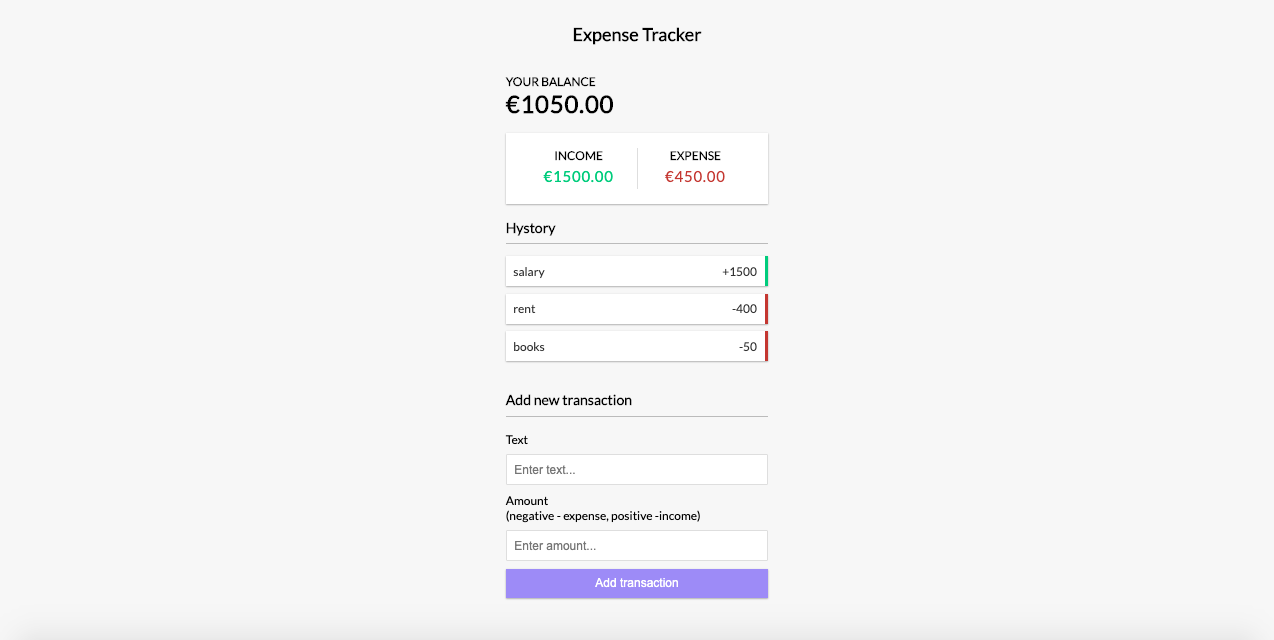 Expense Tracker
YOUR BALANCE
€1050.00
INCOME EXPENSE
€1500.00 €450.00
Hystory
salary +1500
rent -400
books -50
Add new transaction
Text
Enter text...
Amount
(negative - expense, positive -income)
Enter amount...
Add transaction